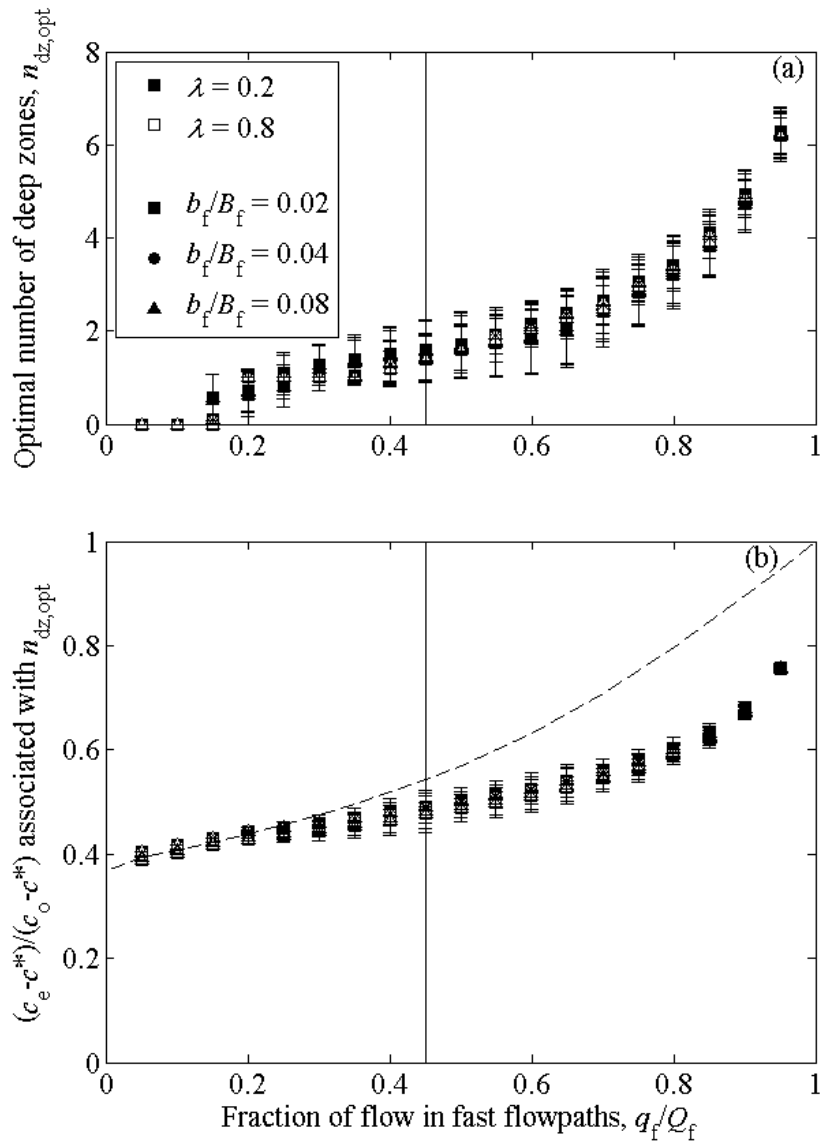 Optimal number of deep zones, n_dz,opt
8
6
4
2
0
(a)
λ = 0.2
λ = 0.8
b_f/B_f = 0.02
b_f/B_f = 0.04
b_f/B_f = 0.08
0 0.2 0.4 0.6 0.8 1
(c_e-c*)/(c_o-c*) associated with n_dz,opt
1
0.8
0.6
0.4
0.2
0
(b)
0 0.2 0.4 0.6 0.8 1
Fraction of flow in fast flowpaths, q_f/Q_f